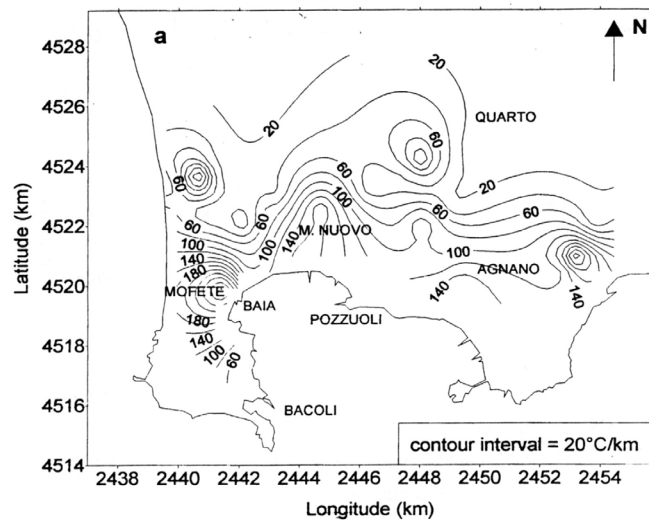 a
N
4528
4526
4524
4522
4520
4518
4516
4514
Latitude (km)
20
20
60
QUARTO
60
60
20
20
60
100
60
60
60
100
140
180
100
140
M. NUOVO
100
AGNANO
MOFETE
BAIA
140
140
180
POZZUOLI
140
100
60
BACOLI
contour interval = 20°C/km
2438 2440 2442 2444 2446 2448 2450 2452 2454
Longitude (km)